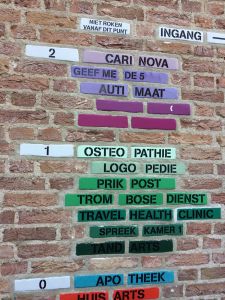 NIET ROKEN
VANAF DIT PUNT
INGANG
2 CARI NOVA
GEEF ME DE 5
AUTI MAAT
1 OSTEO PATHIE
LOGO PEDIE
PRIK POST
TROM BOSE DIENST
TRAVEL HEALTH CLINIC
SPREEK KAMER 1
TAND ARTS
0 APO THEEK
HUIS ARTS